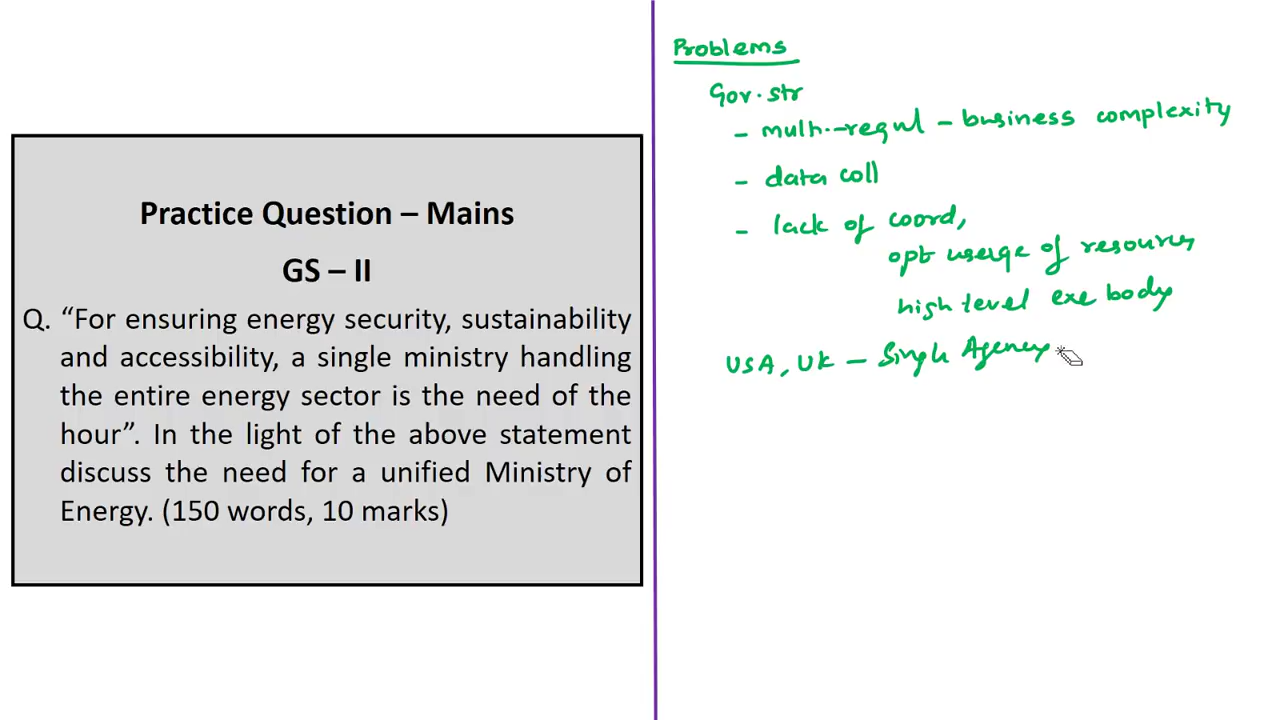 Practice Question – Mains
GS – II
Q. “For ensuring energy security, sustainability
and accessibility, a single ministry handling
the entire energy sector is the need of the
hour”. In the light of the above statement
discuss the need for a unified Ministry of
Energy. (150 words, 10 marks)
Problems
Gov. str
- multi.-regul - business complexity
- data coll
- lack of coord,
opt userge of resources
high level exe body
USA, UK - Single Agency